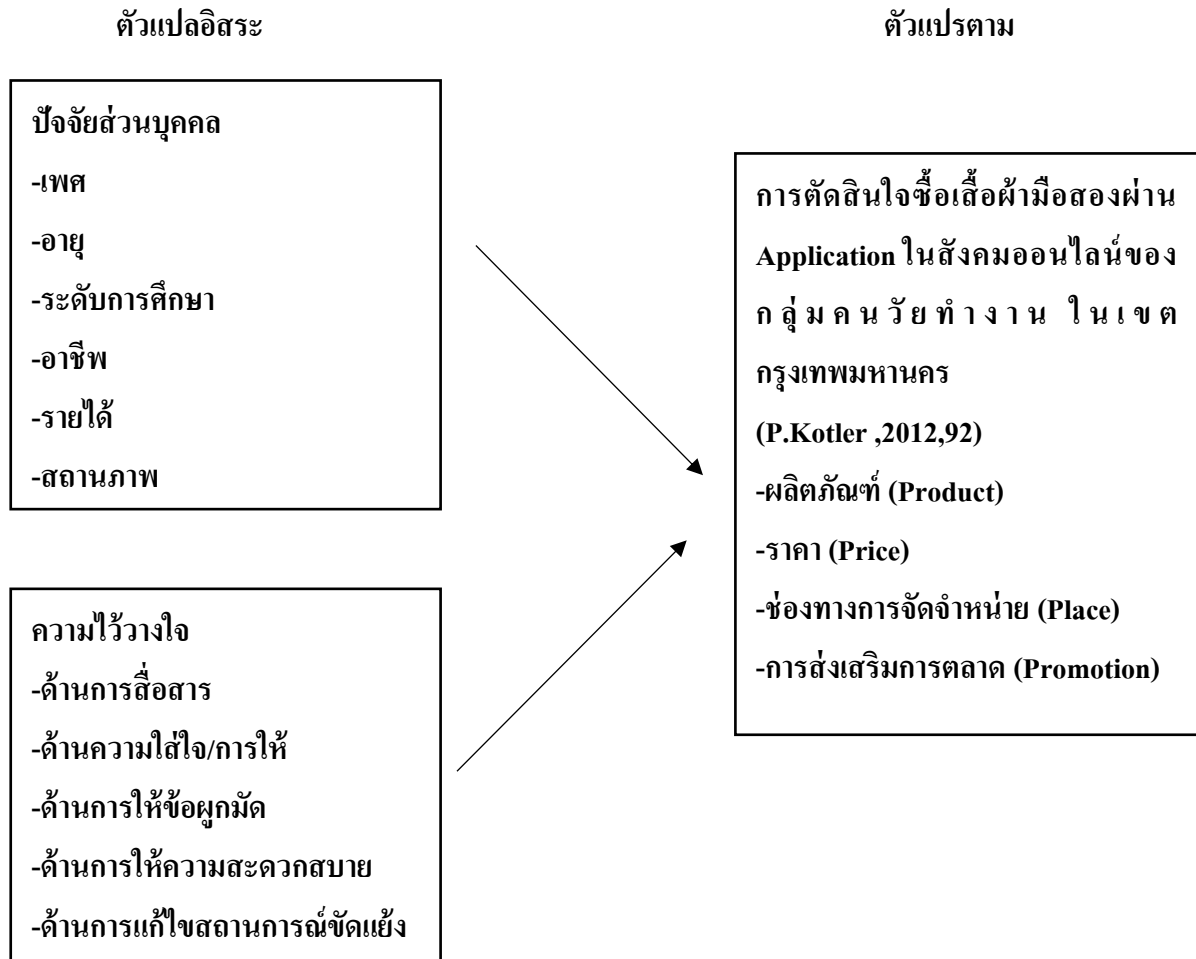 ตัวแปลอิสระ
ตัวแปรตาม
ปัจจัยส่วนบุคคล
-เพศ
-อายุ
-ระดับการศึกษา
-อาชีพ
-รายได้
-สถานภาพ
ความไว้วางใจ
-ด้านการสื่อสาร
-ด้านความใส่ใจ/การให้
-ด้านการให้ข้อผูกมัด
-ด้านการให้ความสะดวกสบาย
-ด้านการแก้ไขสถานการณ์ขัดแย้ง
การตัดสินใจซื้อเสื้อผ้ามือสองผ่าน
Application ในสังคมออนไลน์ของ
กลุ่มคนวัยทำงาน ในเขต
กรุงเทพมหานคร
(P.Kotler ,2012,92)
-ผลิตภัณฑ์ (Product)
-ราคา (Price)
-ช่องทางการจัดจำหน่าย (Place)
-การส่งเสริมการตลาด (Promotion)